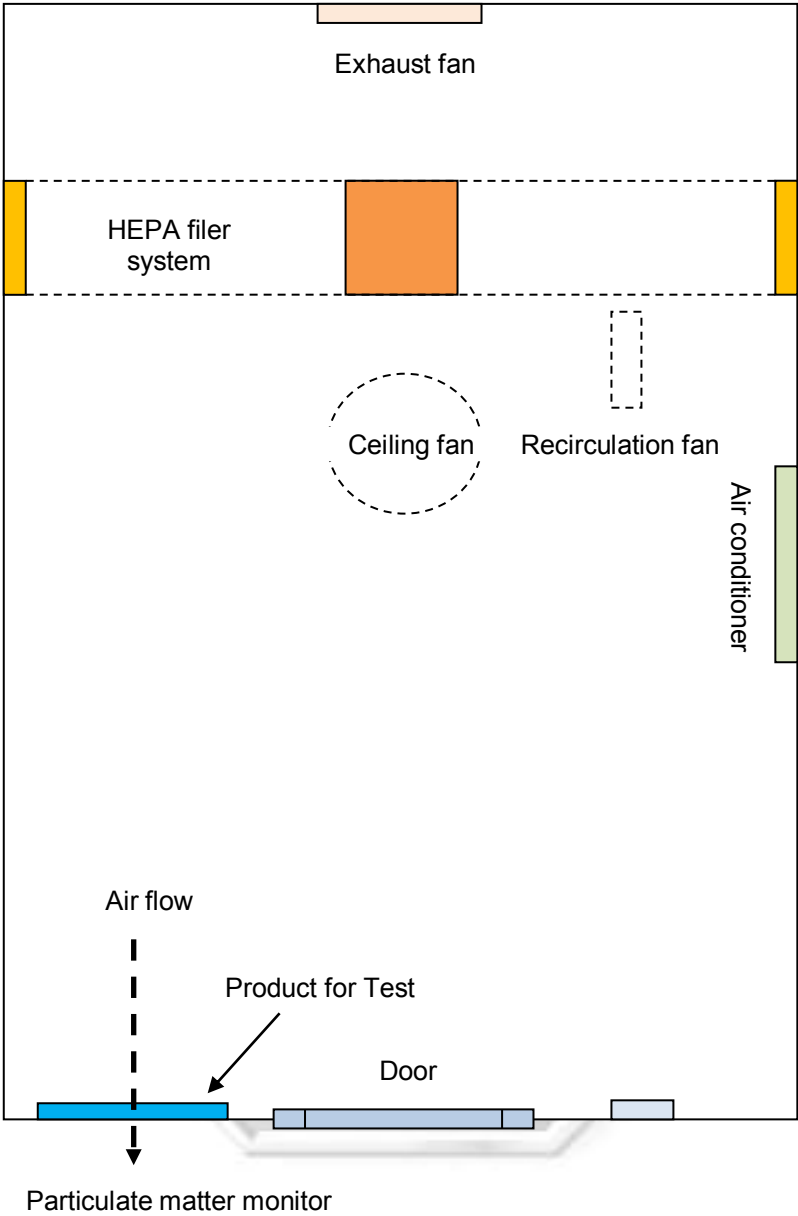 Exhaust fan
HEPA filer
system
Ceiling fan
Recirculation fan
Air conditioner
Air flow
Product for Test
Door
Particulate matter monitor